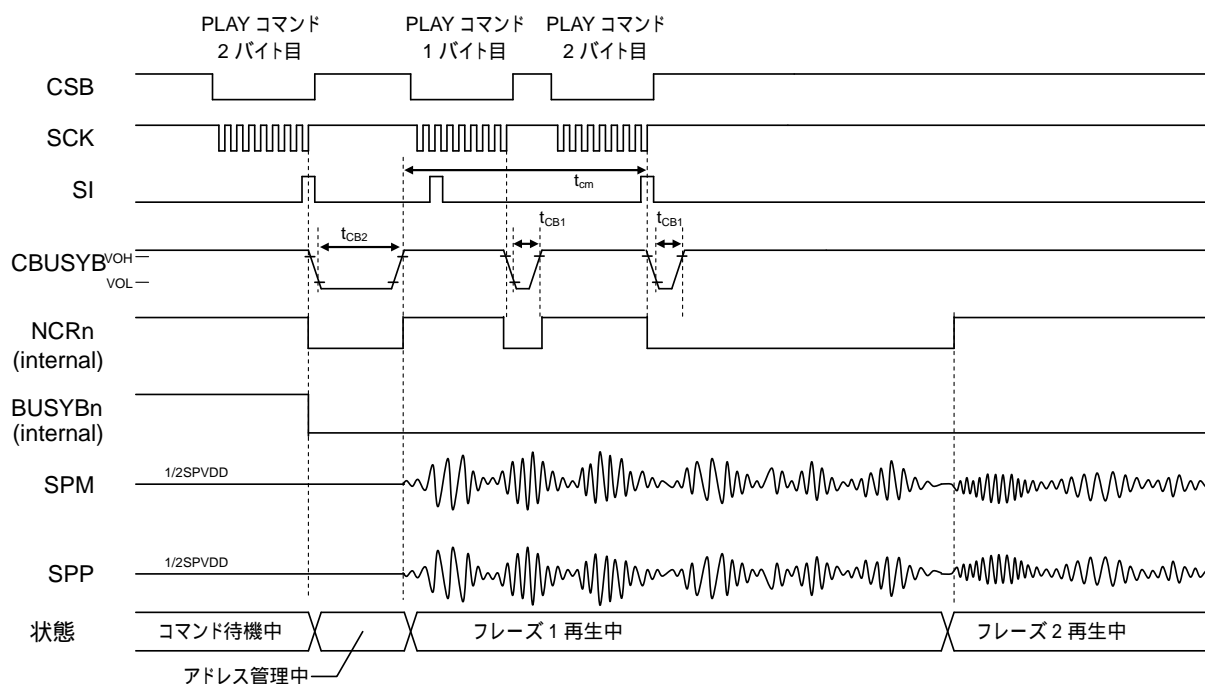 PLAY コマンド
2 バイト目
PLAY コマンド
1 バイト目
PLAY コマンド
2 バイト目
CSB
SCK
SI
tcm
tCB2
tCB1
tCB1
CBUSYB
VOH
VOL
NCRn
(internal)
BUSYBn
(internal)
SPM
1/2SPVDD
SPP
1/2SPVDD
状態
コマンド待機中
フレーズ 1 再生中
フレーズ 2 再生中
アドレス管理中